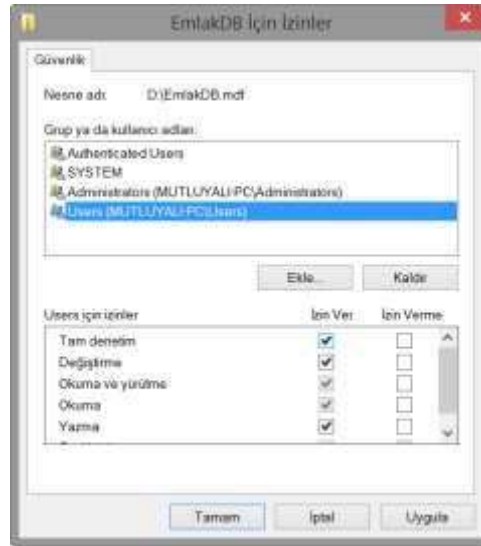 EmlakDB İçin İzinler
Güvenlik
Nesne adı: D:\EmlakDB.mdf
Grup ya da kullanıcı adları:
Authenticated Users
SYSTEM
Administrators (MUTLUYALI-PC\Administrators)
Users (MUTLUYALI-PC\Users)
Ekle... Kaldır
Users için izinler İzin Ver İzin Verme
Tam denetim
Değiştirme
Okuma ve yürütme
Okuma
Yazma
Tamam İptal Uygula